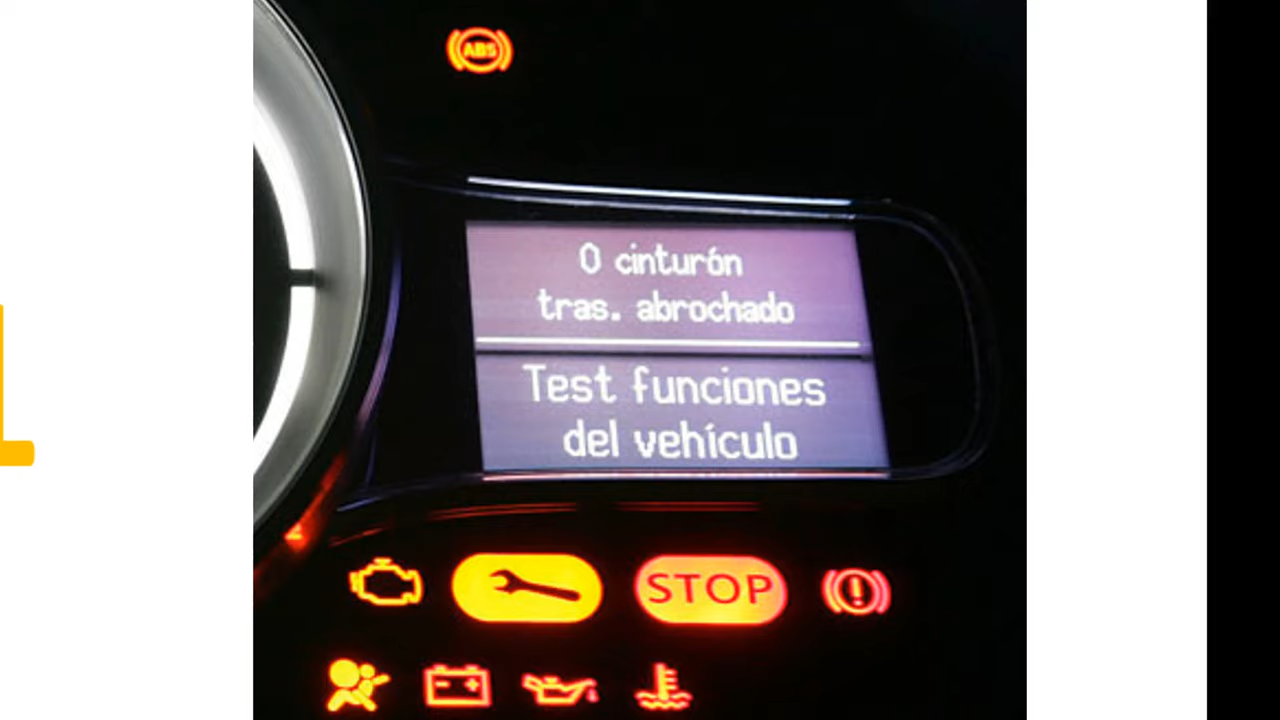 ABS
0 cinturón
tras. abrochado
Test funciones
del vehículo
STOP